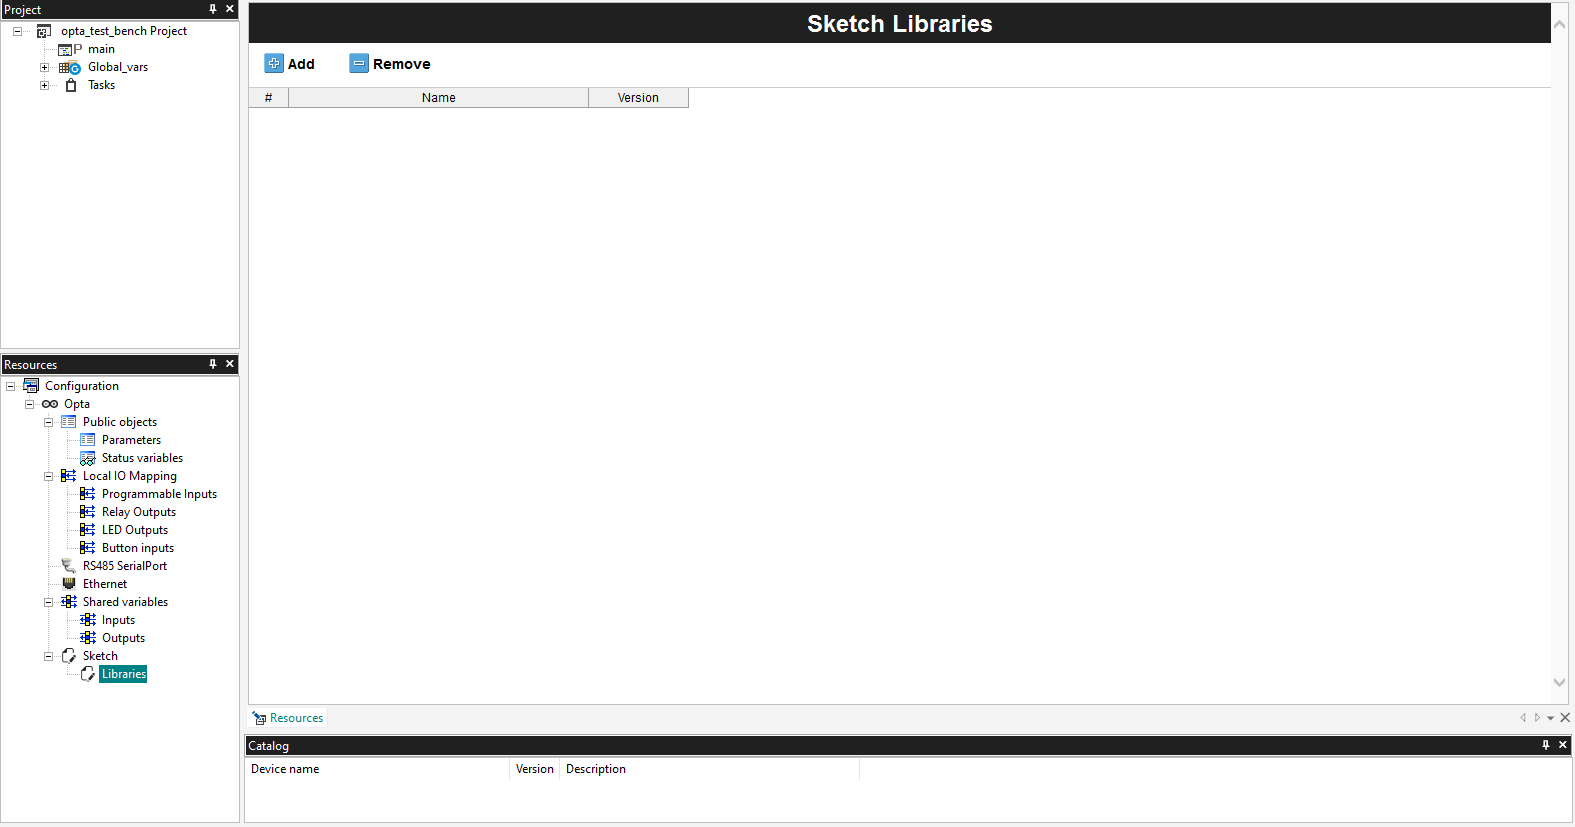 Project
opta_test_bench Project
main
Global_vars
Tasks
Resources
Configuration
Opta
Public objects
Parameters
Status variables
Local IO Mapping
Programmable Inputs
Relay Outputs
LED Outputs
Button inputs
RS485 SerialPort
Ethernet
Shared variables
Inputs
Outputs
Sketch
Libraries
Sketch Libraries
Add Remove
# Name Version
Resources
Catalog
Device name Version Description